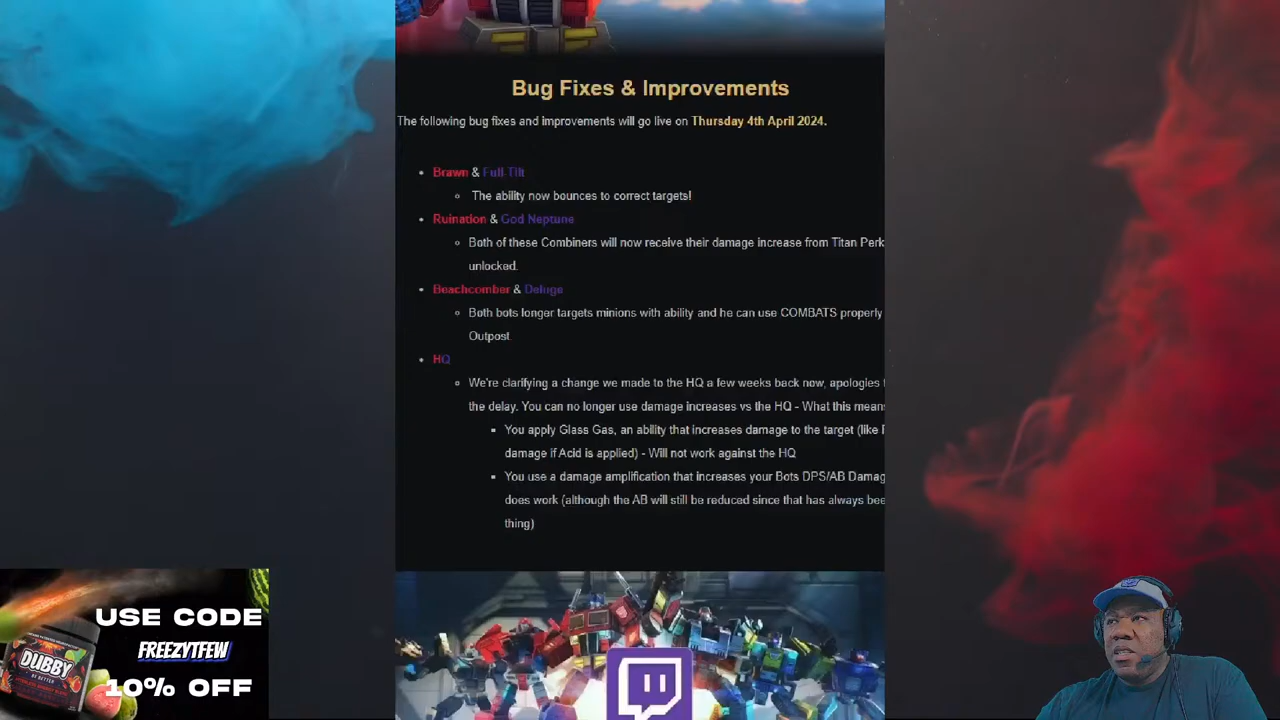 Bug Fixes & Improvements
The following bug fixes and improvements will go live on Thursday 4th April 2024.
• Brawn & Full-Tilt
◦ The ability now bounces to correct targets!
• Ruination & God Neptune
◦ Both of these Combiners will now receive their damage increase from Titan Perk
unlocked.
• Beachcomber & Deluge
◦ Both bots longer targets minions with ability and he can use COMBATS properly
Outpost.
• HQ
◦ We're clarifying a change we made to the HQ a few weeks back now, apologies
the delay. You can no longer use damage increases vs the HQ - What this means
▪ You apply Glass Gas, an ability that increases damage to the target (like
damage if Acid is applied) - Will not work against the HQ
▪ You use a damage amplification that increases your Bots DPS/AB Damag
does work (although the AB will still be reduced since that has always bee
thing)
USE CODE
FREEZYTFEW
10% OFF
DUBBY
BE BETTER